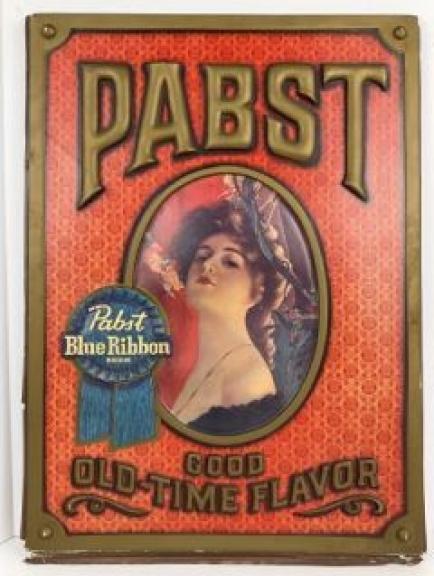 PABST
Pabst
Blue Ribbon
GOOD
OLD-TIME FLAVOR